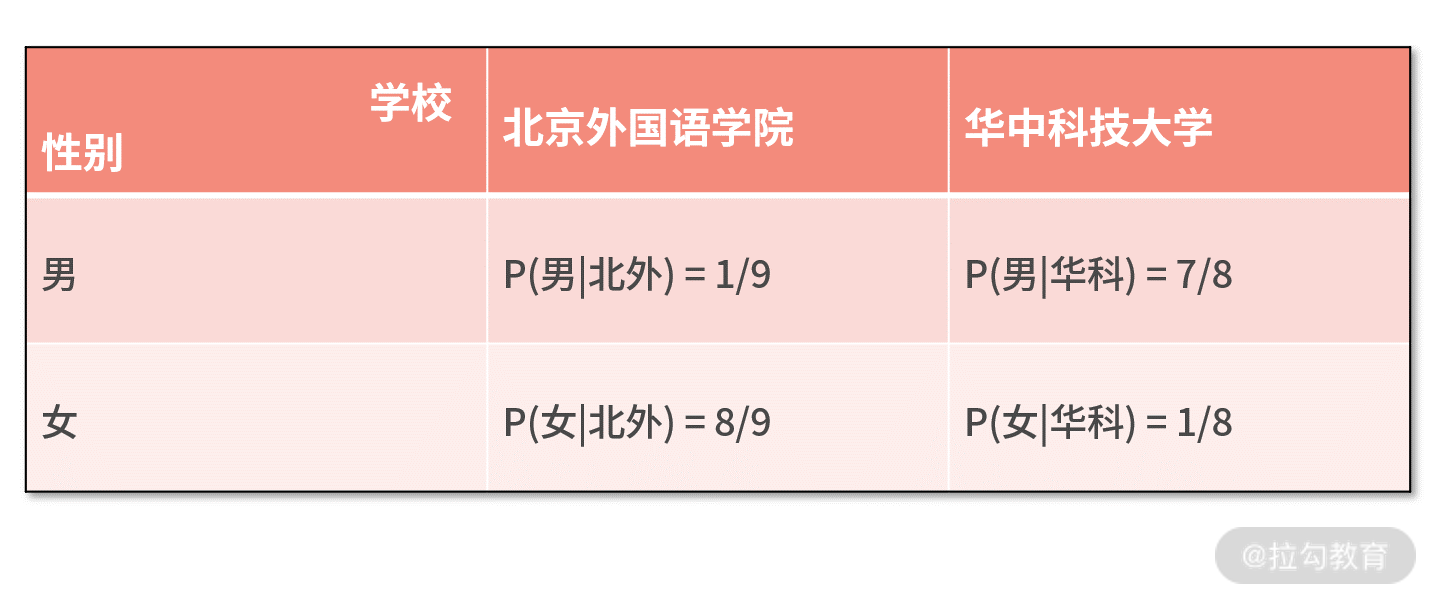 学校
性别
北京外国语学院
华中科技大学
男
P(男|北外) = 1/9
P(男|华科) = 7/8
女
P(女|北外) = 8/9
P(女|华科) = 1/8
@拉勾教育